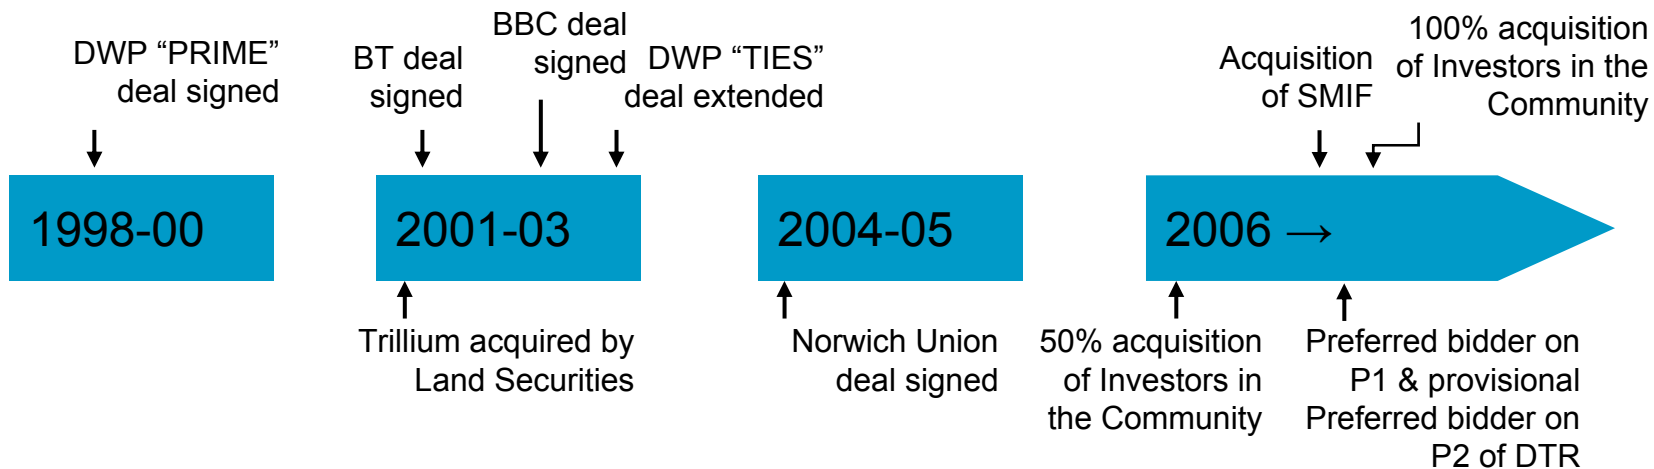 DWP “PRIME”
deal signed
BT deal
signed
BBC deal
signed
DWP “TIES”
deal extended
Acquisition
of SMIF
100% acquisition
of Investors in the
Community
1998-00
2001-03
2004-05
2006 →
Trillium acquired by
Land Securities
Norwich Union
deal signed
50% acquisition
of Investors in
the Community
Preferred bidder on
P1 & provisional
Preferred bidder on
P2 of DTR